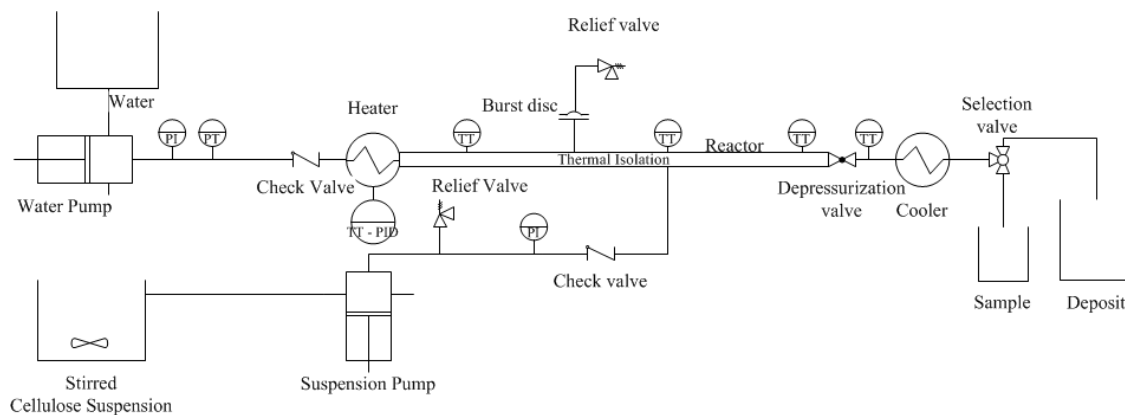 Relief valve
Water
Heater
Burst disc
Selection
valve
PI
PT
TT
TT
Reactor
TT
TT
Thermal Isolation
Check Valve
Relief Valve
Depressurization
valve
Cooler
Water Pump
TT - PID
PI
Check valve
Sample
Deposit
Stirred
Cellulose Suspension
Suspension Pump